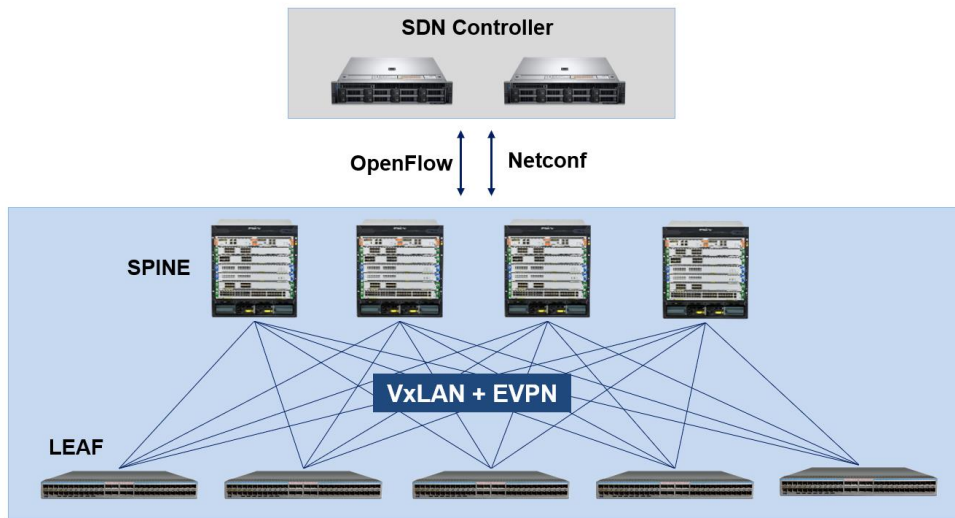 SDN Controller
OpenFlow
Netconf
SPINE
VxLAN + EVPN
LEAF